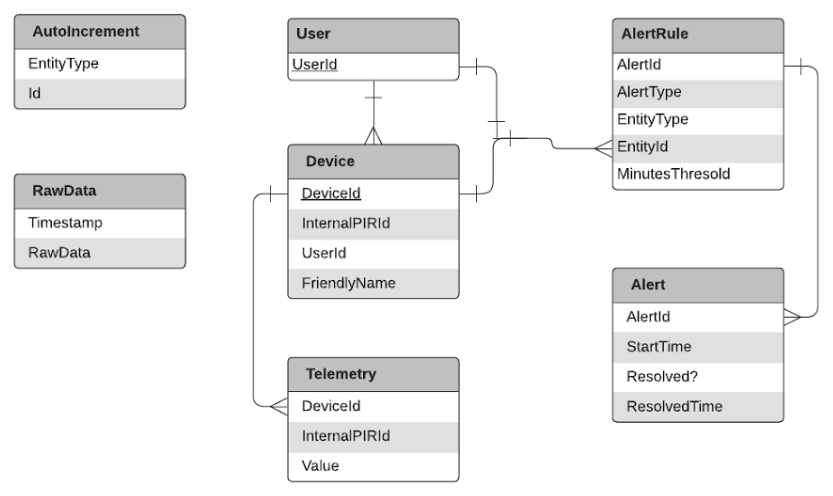 AutoIncrement
EntityType
Id
RawData
Timestamp
RawData
User
UserId
Device
DeviceId
InternalPIRId
UserId
FriendlyName
Telemetry
DeviceId
InternalPIRId
Value
AlertRule
AlertId
AlertType
EntityType
EntityId
MinutesThresold
Alert
AlertId
StartTime
Resolved?
ResolvedTime